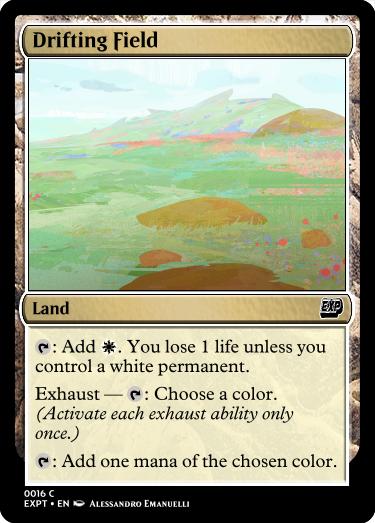 Drifting Field
Land
EXP
: Add . You lose 1 life unless you
control a white permanent.
Exhaust — : Choose a color.
(Activate each exhaust ability only
once.)
: Add one mana of the chosen color.
0016 C
EXPT • EN Alessandro Emanuelli